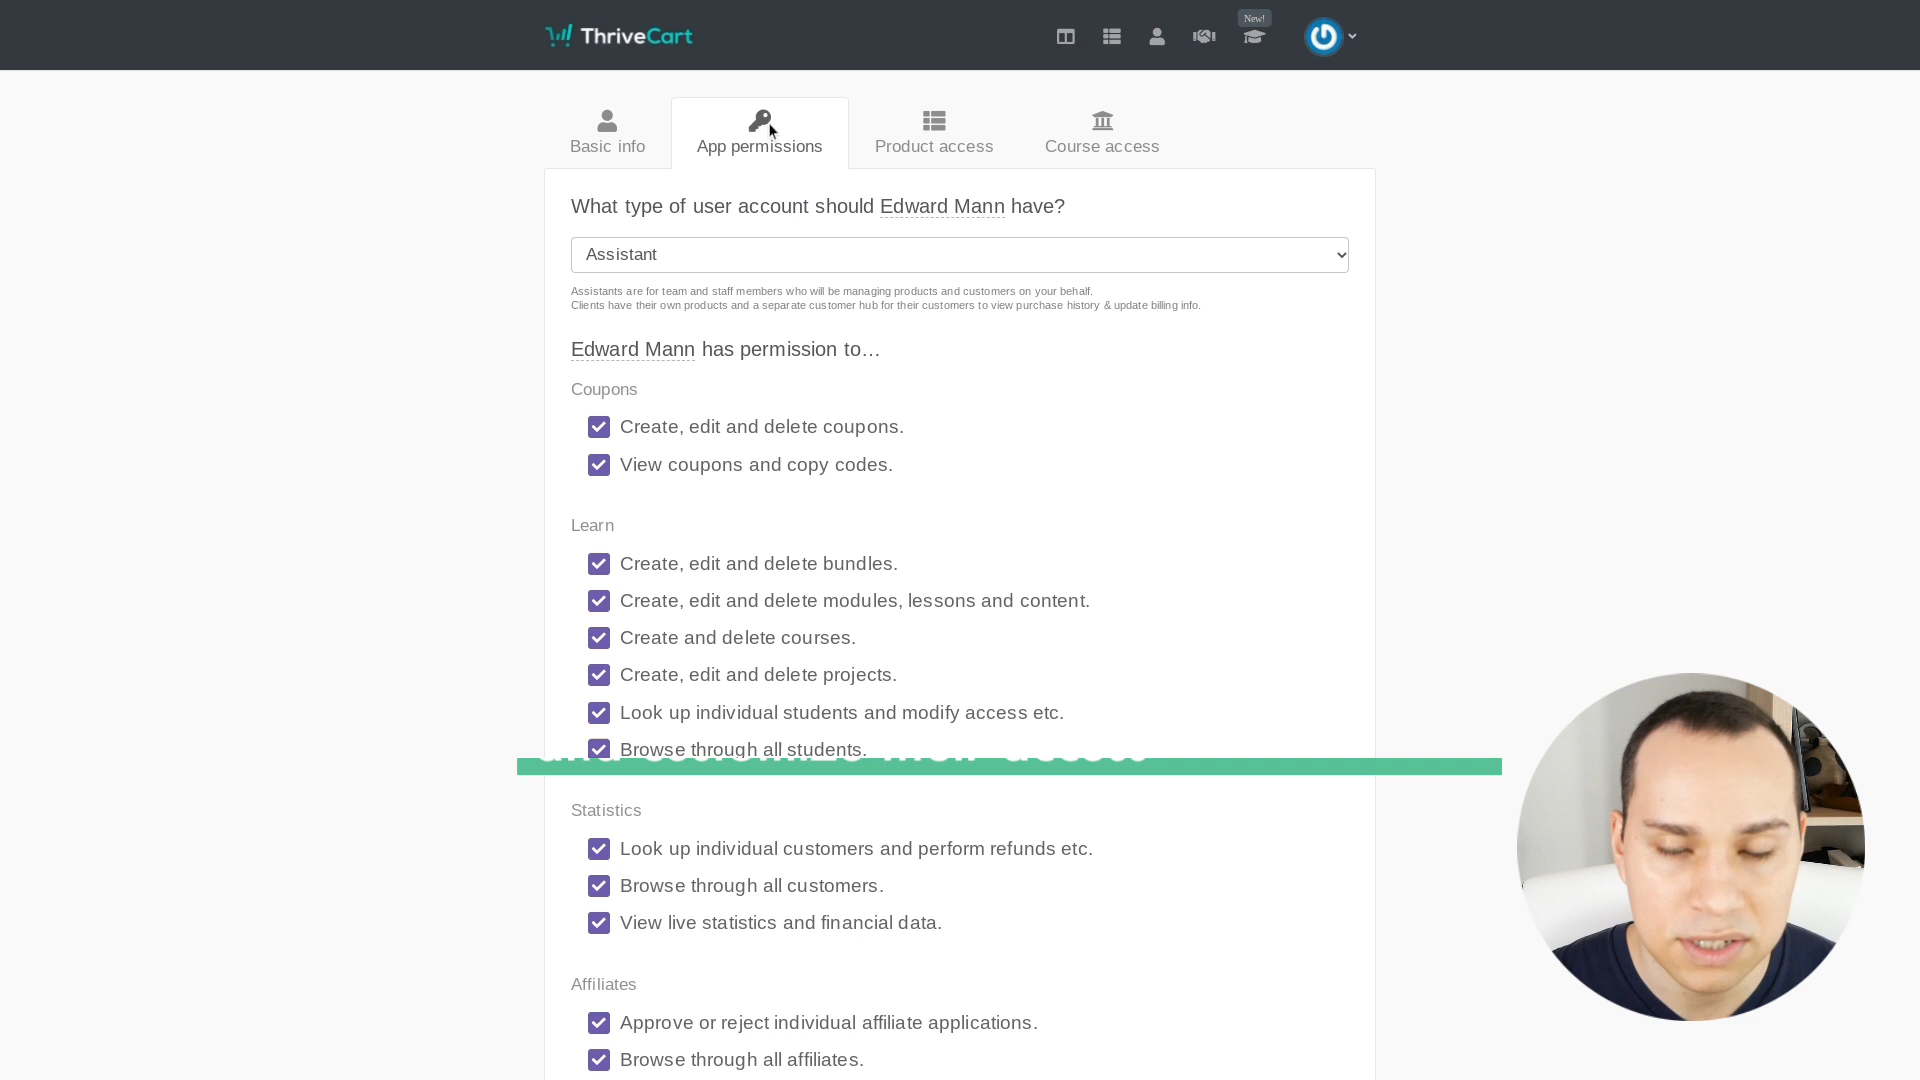 ThriveCart
New!
Basic info
App permissions
Product access
Course access
What type of user account should Edward Mann have?
Assistant
Assistants are for team and staff members who will be managing products and customers on your behalf.
Clients have their own products and a separate customer hub for their customers to view purchase history & update billing info.
Edward Mann has permission to…
Coupons
Create, edit and delete coupons.
View coupons and copy codes.
Learn
Create, edit and delete bundles.
Create, edit and delete modules, lessons and content.
Create and delete courses.
Create, edit and delete projects.
Look up individual students and modify access etc.
Browse through all students.
Statistics
Look up individual customers and perform refunds etc.
Browse through all customers.
View live statistics and financial data.
Affiliates
Approve or reject individual affiliate applications.
Browse through all affiliates.